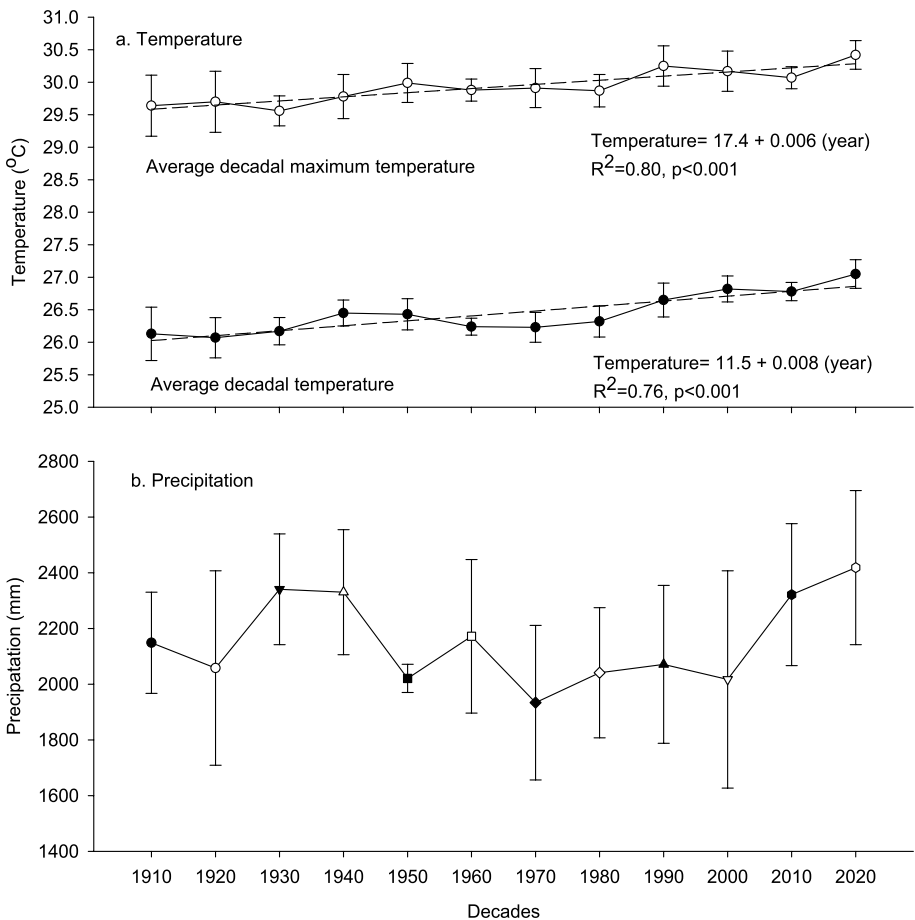 a. Temperature
Temperature (oC)
31.0
30.5
30.0
29.5
29.0
28.5
28.0
27.5
27.0
26.5
26.0
25.5
25.0
Average decadal maximum temperature
Temperature= 17.4 + 0.006 (year)
R2=0.80, p<0.001
Average decadal temperature
Temperature= 11.5 + 0.008 (year)
R2=0.76, p<0.001
b. Precipitation
Precipatation (mm)
2800
2600
2400
2200
2000
1800
1600
1400
1910 1920 1930 1940 1950 1960 1970 1980 1990 2000 2010 2020
Decades